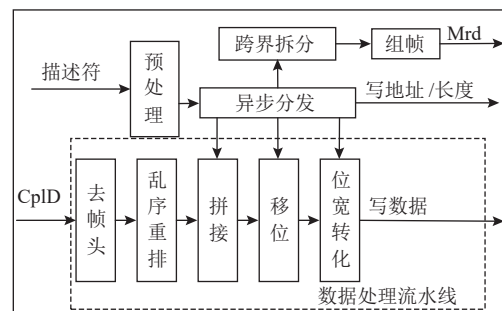 跨界拆分
组帧
Mrd
描述符
预处理
异步分发
写地址/长度
CplD
去帧头
乱序重排
拼接
移位
位宽转化
写数据
数据处理流水线